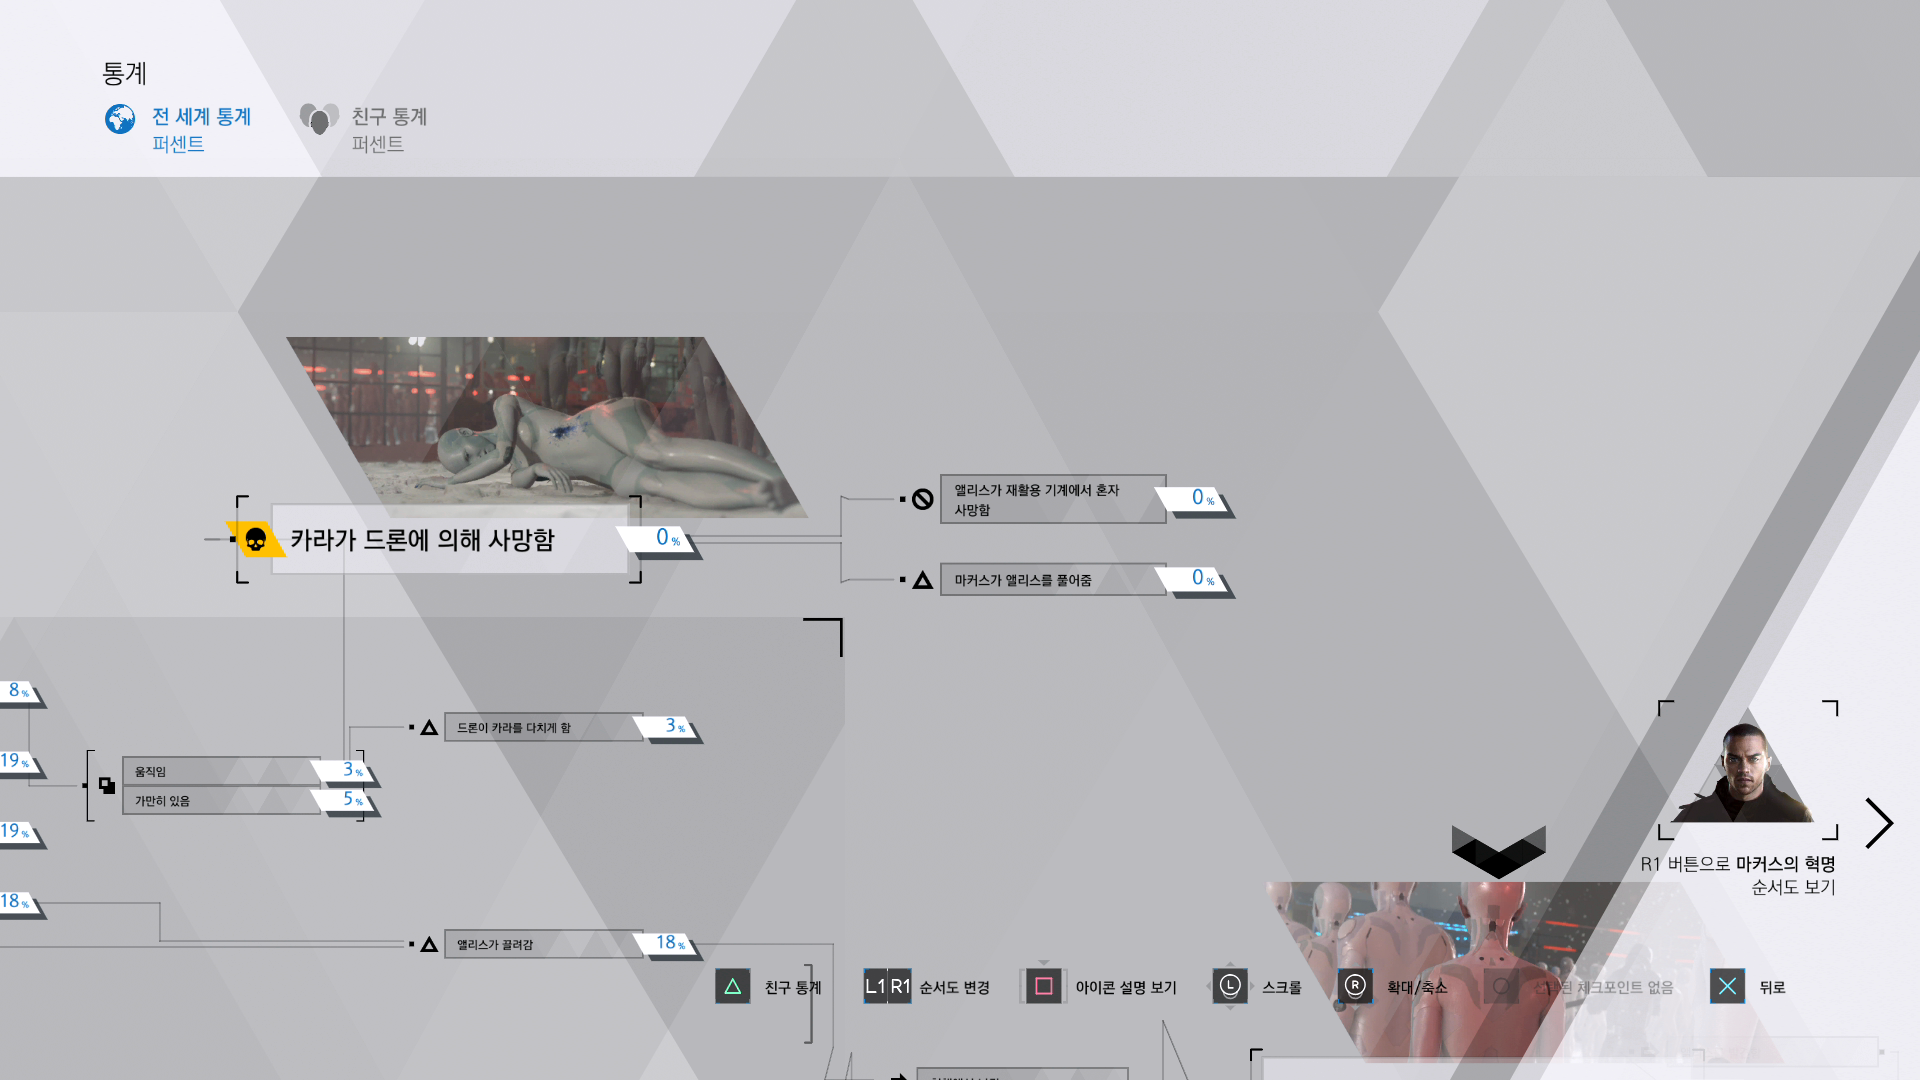 통계
전 세계 통계
퍼센트
친구 통계
퍼센트
카라가 드론에 의해 사망함
0%
앨리스가 재활용 기계에서 혼자
사망함
0%
마커스가 앨리스를 풀어줌
0%
8%
19%
19%
18%
움직임
3%
가만히 있음
5%
드론이 카라를 다치게 함
3%
앨리스가 끌려감
18%
R1 버튼으로 마커스의 혁명
순서도 보기
친구 통계
L1 R1 순서도 변경
아이콘 설명 보기
L 스크롤
R 확대/축소
체크포인트 없음
뒤로